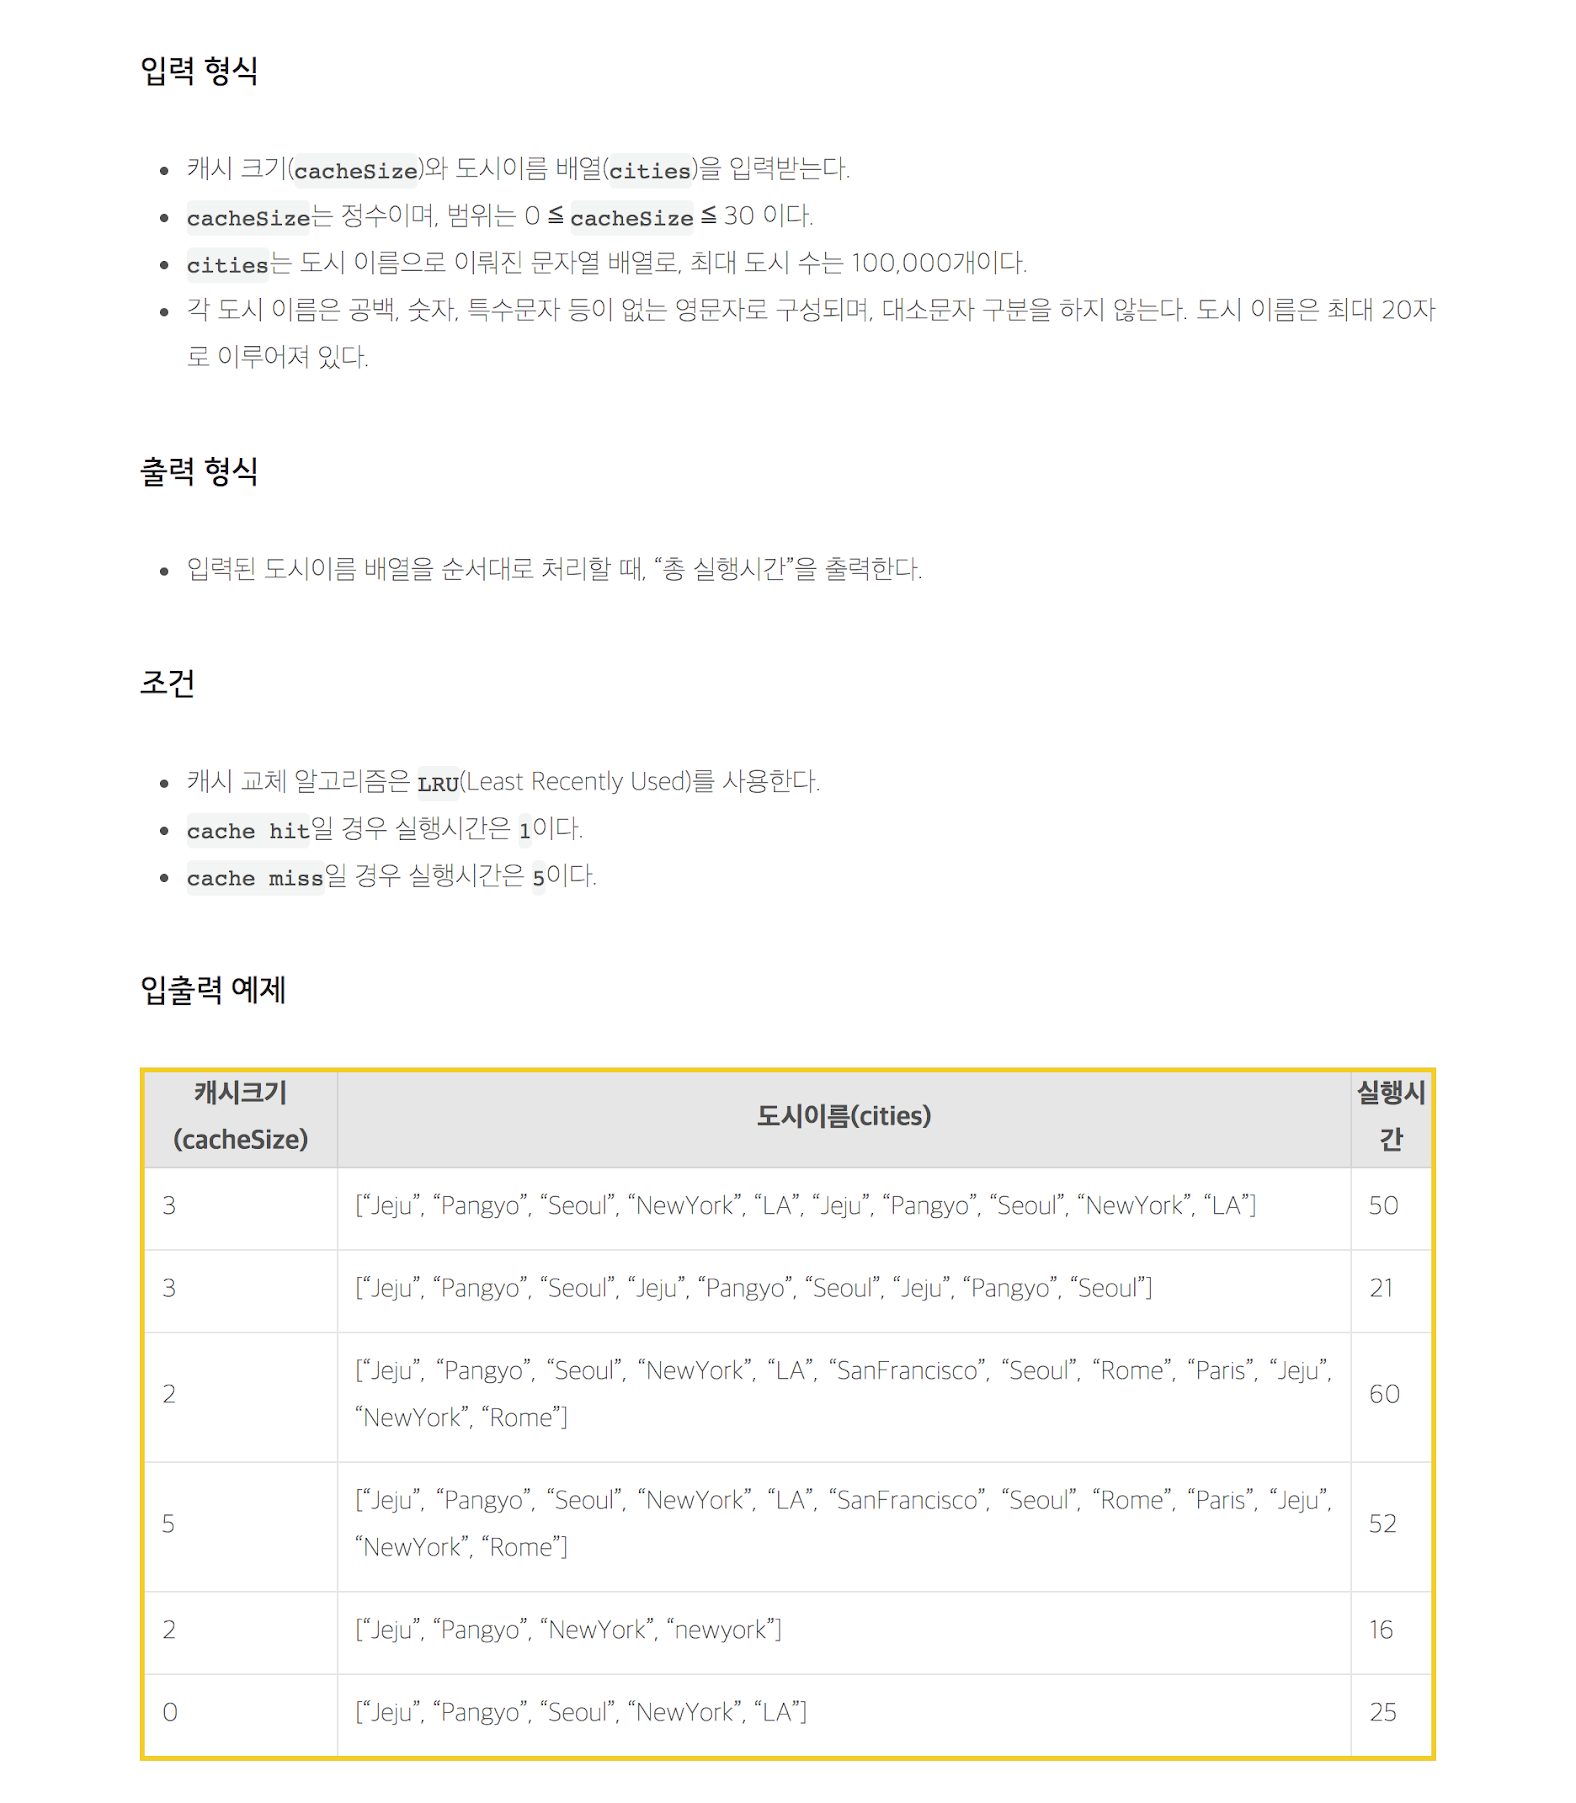 입력 형식
캐시 크기(cacheSize)와 도시이름 배열(cities)을 입력받는다.
cacheSize는 정수이며, 범위는 0 ≦ cacheSize ≦ 30 이다.
cities는 도시 이름으로 이뤄진 문자열 배열로, 최대 도시 수는 100,000개이다.
각 도시 이름은 공백, 숫자, 특수문자 등이 없는 영문자로 구성되며, 대소문자 구분을 하지 않는다. 도시 이름은 최대 20자
로 이루어져 있다.
출력 형식
입력된 도시이름 배열을 순서대로 처리할 때, “총 실행시간”을 출력한다.
조건
캐시 교체 알고리즘은 LRU(Least Recently Used)를 사용한다.
cache hit일 경우 실행시간은 1이다.
cache miss일 경우 실행시간은 5이다.
입출력 예제
캐시크기
(cacheSize)
도시이름(cities)
실행시
간
3
[“Jeju”, “Pangyo”, “Seoul”, “NewYork”, “LA”, “Jeju”, “Pangyo”, “Seoul”, “NewYork”, “LA”]
50
3
[“Jeju”, “Pangyo”, “Seoul”, “Jeju”, “Pangyo”, “Seoul”, “Jeju”, “Pangyo”, “Seoul”]
21
2
[“Jeju”, “Pangyo”, “Seoul”, “NewYork”, “LA”, “SanFrancisco”, “Seoul”, “Rome”, “Paris”, “Jeju”,
“NewYork”, “Rome”]
60
5
[“Jeju”, “Pangyo”, “Seoul”, “NewYork”, “LA”, “SanFrancisco”, “Seoul”, “Rome”, “Paris”, “Jeju”,
“NewYork”, “Rome”]
52
2
[“Jeju”, “Pangyo”, “NewYork”, “newyork”]
16
0
[“Jeju”, “Pangyo”, “Seoul”, “NewYork”, “LA”]
25